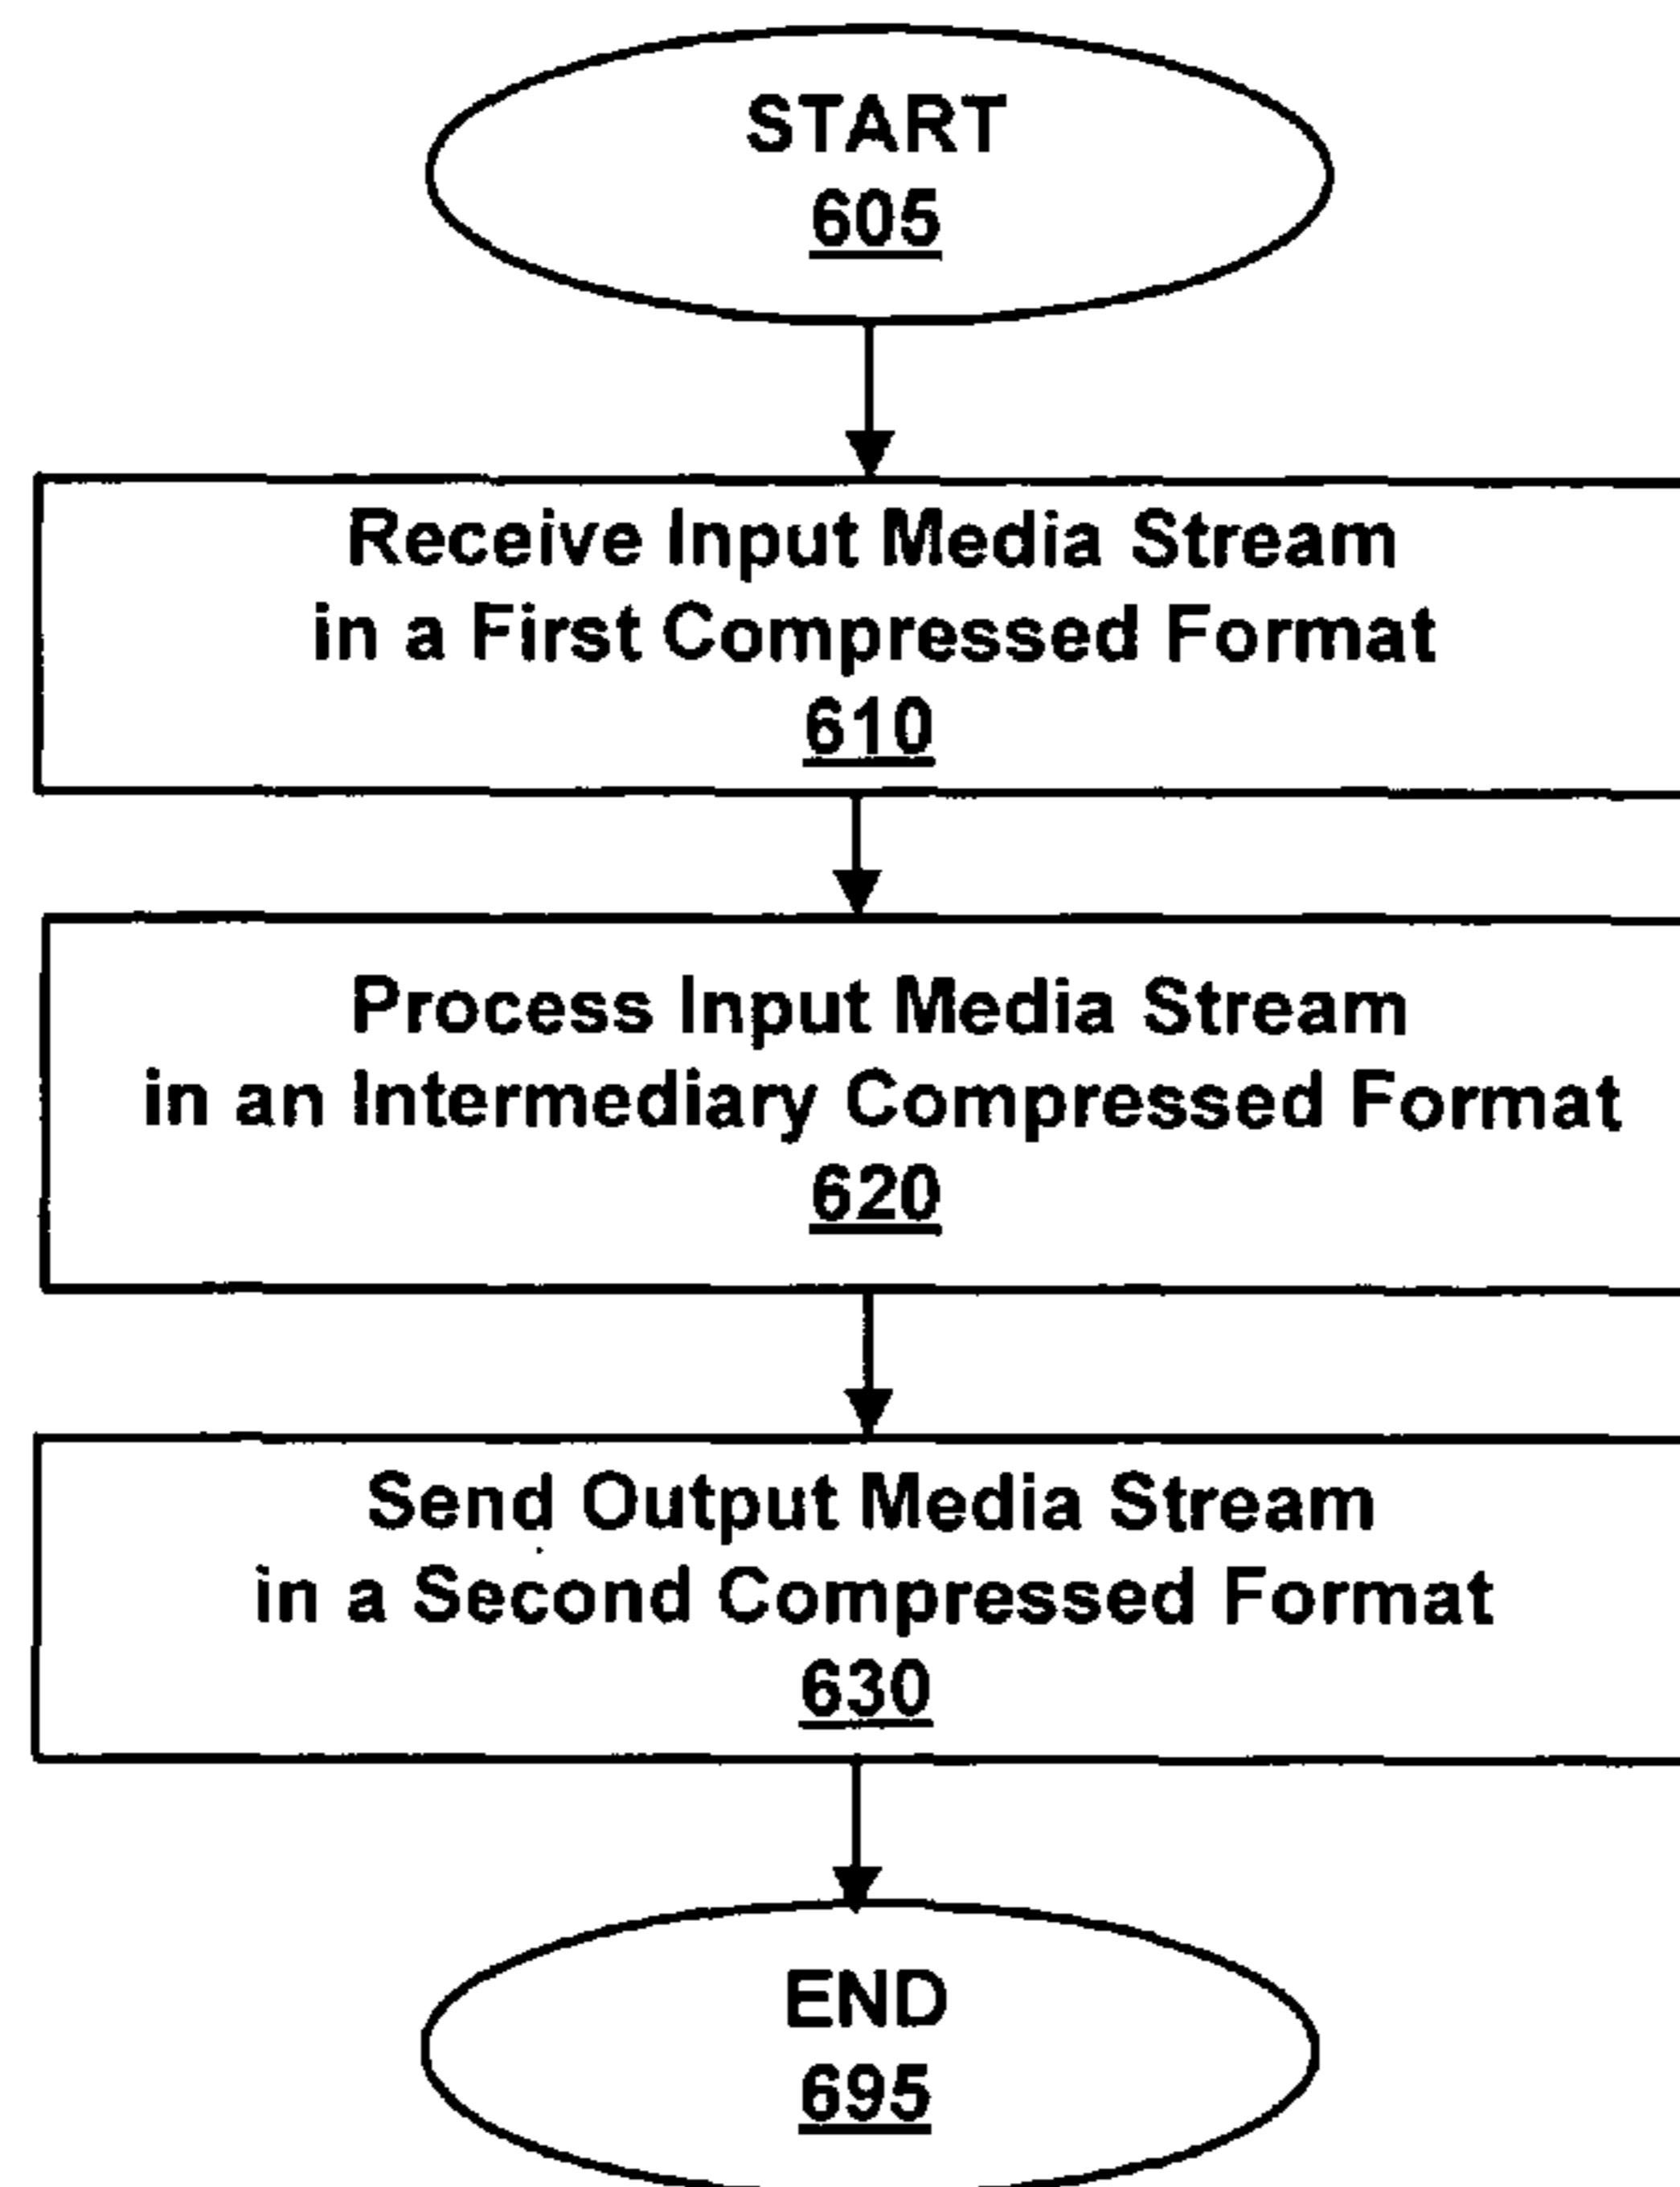 START
605
Receive Input Media Stream
in a First Compressed Format
610
Process Input Media Stream
in an Intermediary Compressed Format
620
Send Output Media Stream
in a Second Compressed Format
630
END
695